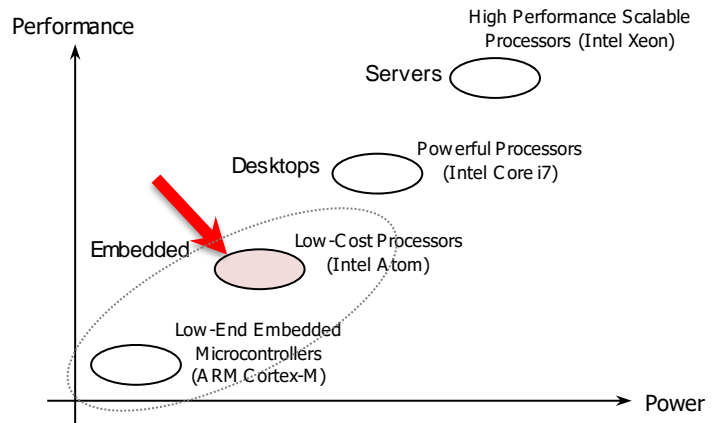 Performance
High Performance Scalable
Processors (Intel Xeon)
Servers
Desktops
Powerful Processors
(Intel Core i7)
Embedded
Low-Cost Processors
(Intel Atom)
Low-End Embedded
Microcontrollers
(ARM Cortex-M)
Power